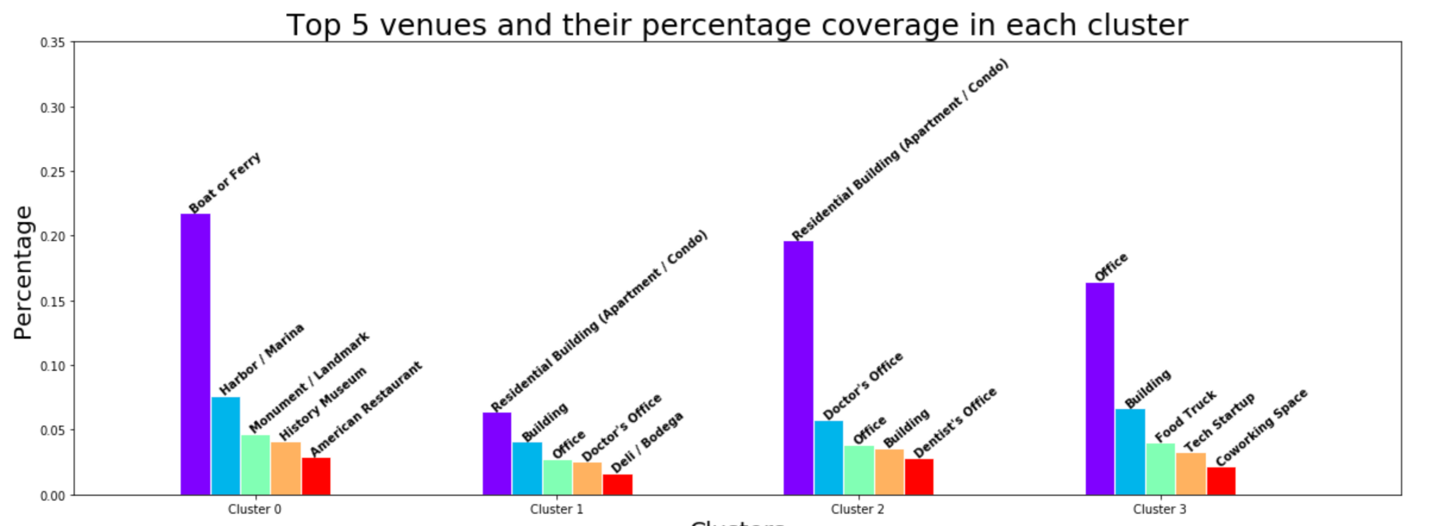 Top 5 venues and their percentage coverage in each cluster
Percentage
0.35
0.30
0.25
0.20
0.15
0.10
0.05
0.00
Boat or Ferry
Harbor / Marina
Monument / Landmark
History Museum
American Restaurant
Residential Building (Apartment / Condo)
Building
Office
Doctor's Office
Deli / Bodega
Residential Building (Apartment / Condo)
Doctor's Office
Office
Building
Dentist's Office
Office
Building
Food Truck
Tech Startup
Coworking Space
Cluster 0
Cluster 1
Cluster 2
Cluster 3
Clusters